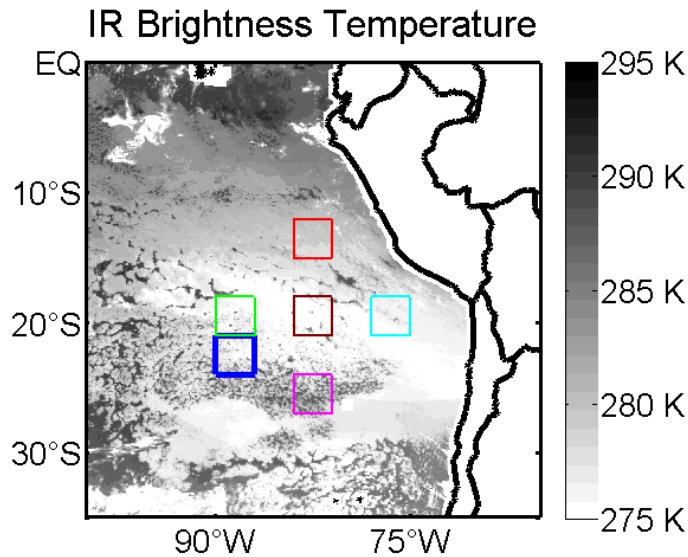 IR Brightness Temperature
EQ
10°S
20°S
30°S
90°W
75°W
295 K
290 K
285 K
280 K
275 K